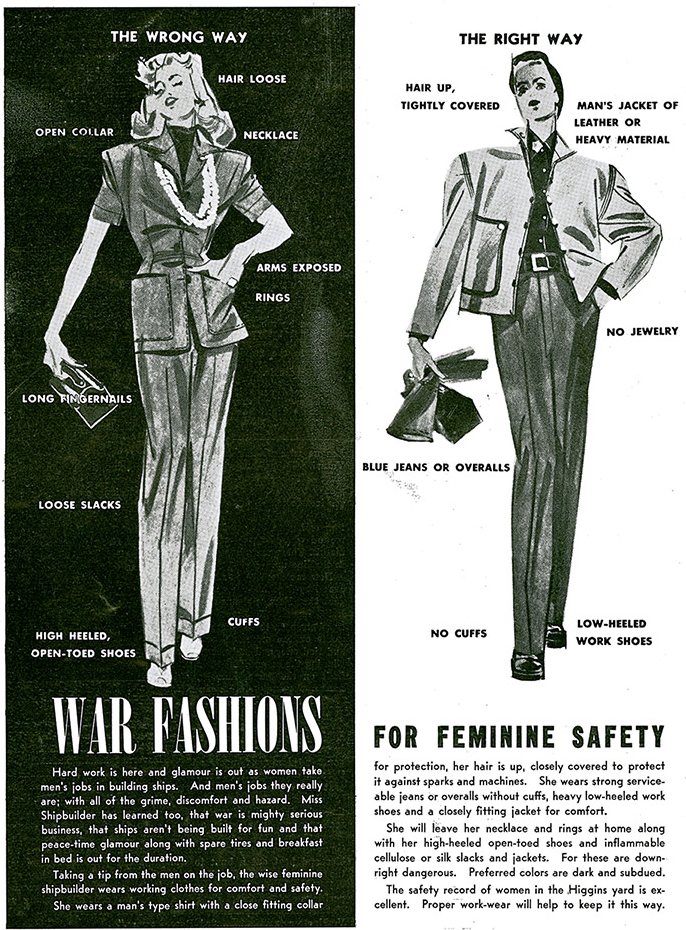 THE WRONG WAY
HAIR LOOSE
OPEN COLLAR
NECKLACE
ARMS EXPOSED
RINGS
LONG FINGERNAILS
LOOSE SLACKS
CUFFS
HIGH HEELED,
OPEN-TOED SHOES
THE RIGHT WAY
HAIR UP,
TIGHTLY COVERED
MAN'S JACKET OF
LEATHER OR
HEAVY MATERIAL
NO JEWELRY
BLUE JEANS OR OVERALLS
NO CUFFS
LOW-HEELED
WORK SHOES
WAR FASHIONS
FOR FEMININE SAFETY
Hard work is here and glamour is out as women take
men's jobs in building ships. And men's jobs they really
are; with all of the grime, discomfort and hazard. Miss
Shipbuilder has learned too, that war is mighty serious
business, that ships aren't being built for fun and that
peace-time glamour along with spare tires and breakfast
in bed is out for the duration.
Taking a tip from the men on the job, the wise feminine
shipbuilder wears working clothes for comfort and safety.
She wears a man's type shirt with a close fitting collar
for protection, her hair is up, closely covered to protect
it against sparks and machines. She wears strong service-
able jeans or overalls without cuffs, heavy low-heeled work
shoes and a closely fitting jacket for comfort.
She will leave her necklace and rings at home along
with her high-heeled open-toed shoes and inflammable
cellulose or silk slacks and jackets. For these are down-
right dangerous. Preferred colors are dark and subdued.
The safety record of women in the Higgins yard is ex-
cellent. Proper work-wear will help to keep it this way.